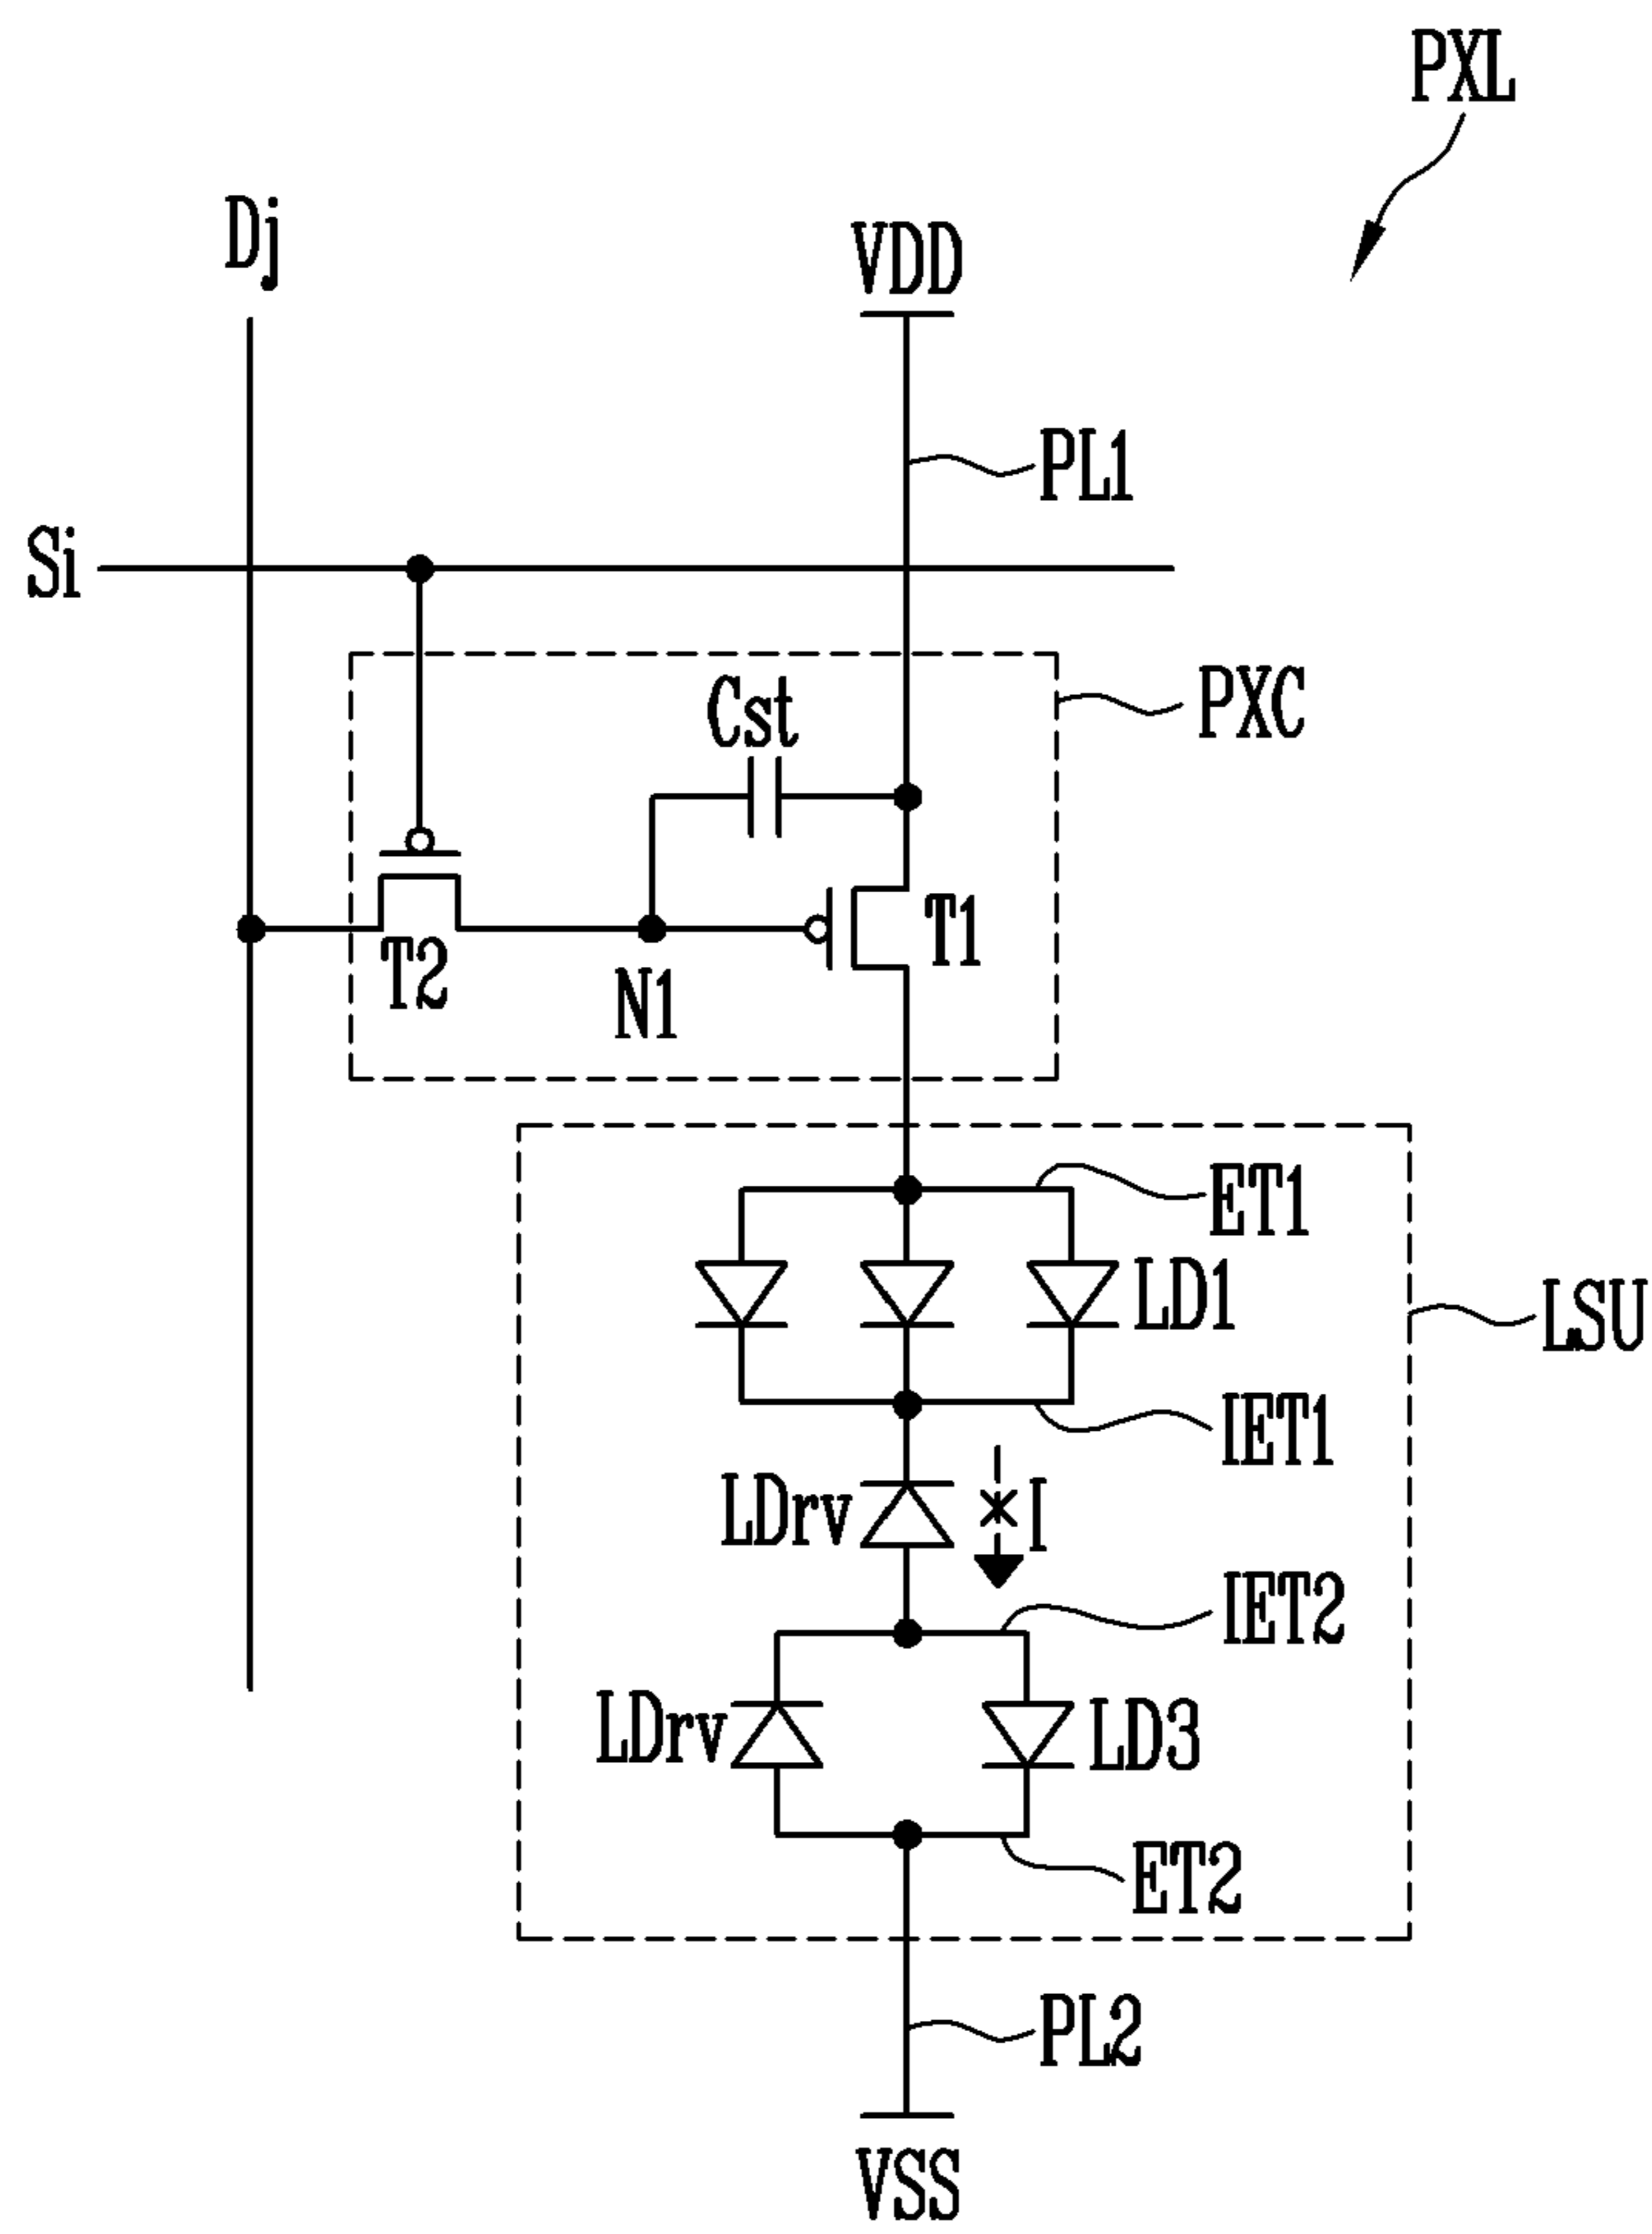 PXL
Dj
VDD
PL1
Si
PXC
Cst
T1
T2
N1
ET1
LD1
LSU
IET1
LDrv
I
IET2
LDrv
LD3
ET2
PL2
VSS